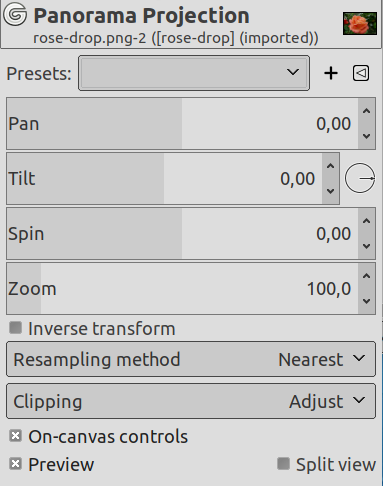 Panorama Projection
rose-drop.png-2 ([rose-drop] (imported))
Presets:
Pan 0,00
Tilt 0,00
Spin 0,00
Zoom 100,0
Inverse transform
Resampling method Nearest
Clipping Adjust
On-canvas controls
Preview Split view